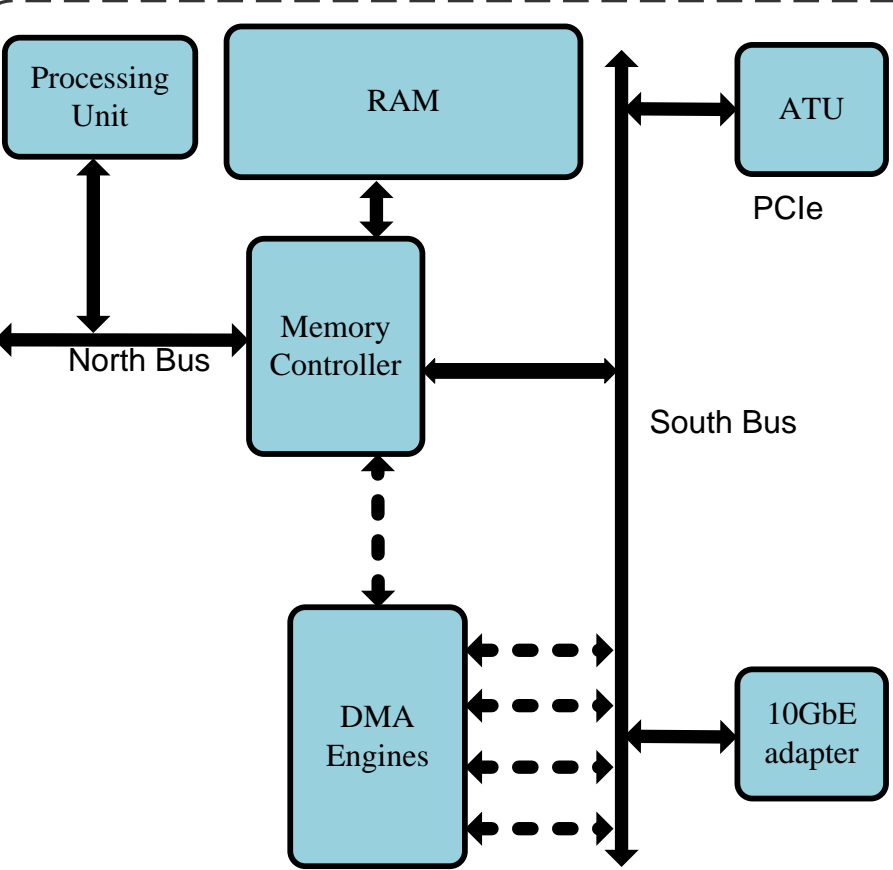 Processing
Unit
RAM
ATU
PCIe
Memory
Controller
North Bus
South Bus
DMA
Engines
10GbE
adapter